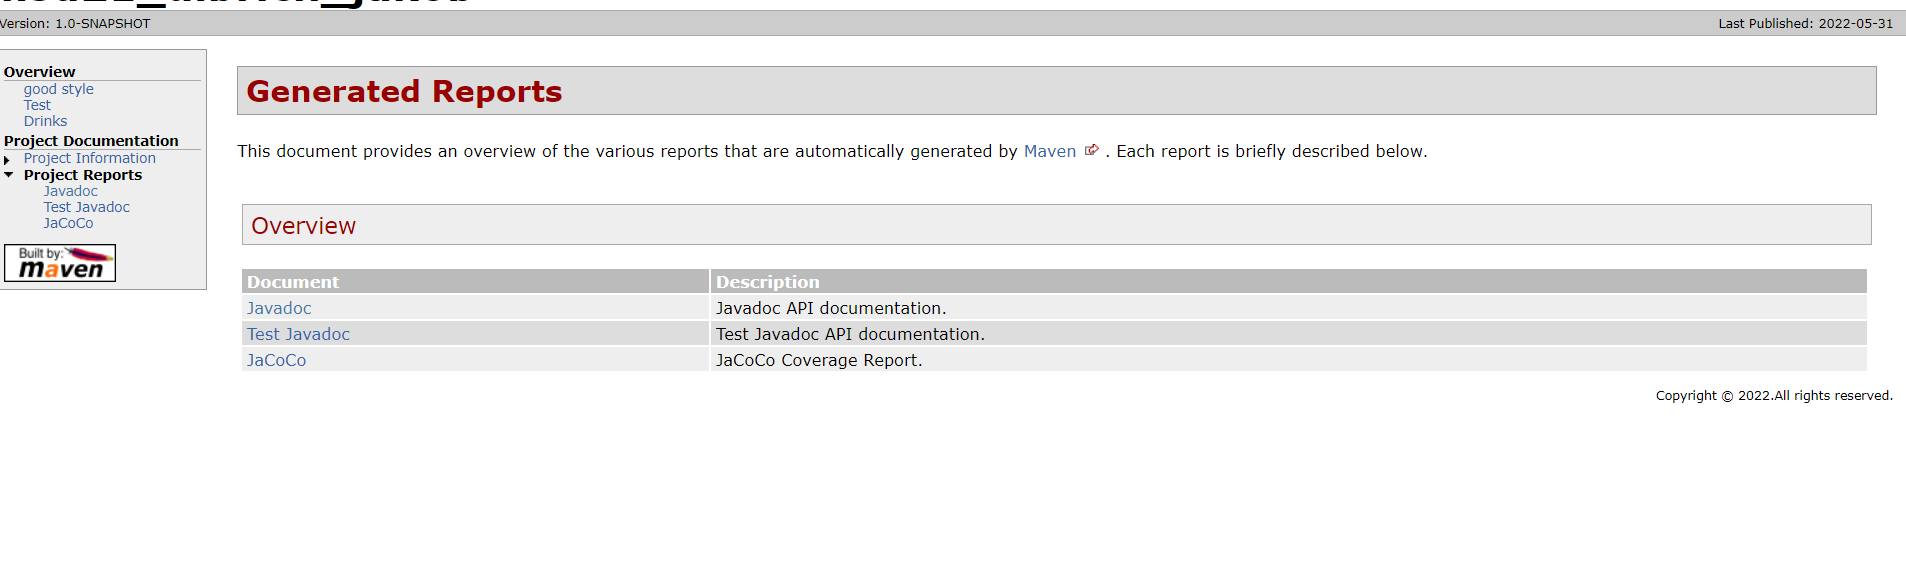 Version: 1.0-SNAPSHOT
Last Published: 2022-05-31
Overview
good style
Test
Drinks
Project Documentation
Project Information
Project Reports
Javadoc
Test Javadoc
JaCoCo
Built by:
maven
Generated Reports
This document provides an overview of the various reports that are automatically generated by Maven . Each report is briefly described below.
Overview
Document Description
Javadoc Javadoc API documentation.
Test Javadoc Test Javadoc API documentation.
JaCoCo JaCoCo Coverage Report.
Copyright © 2022.All rights reserved.